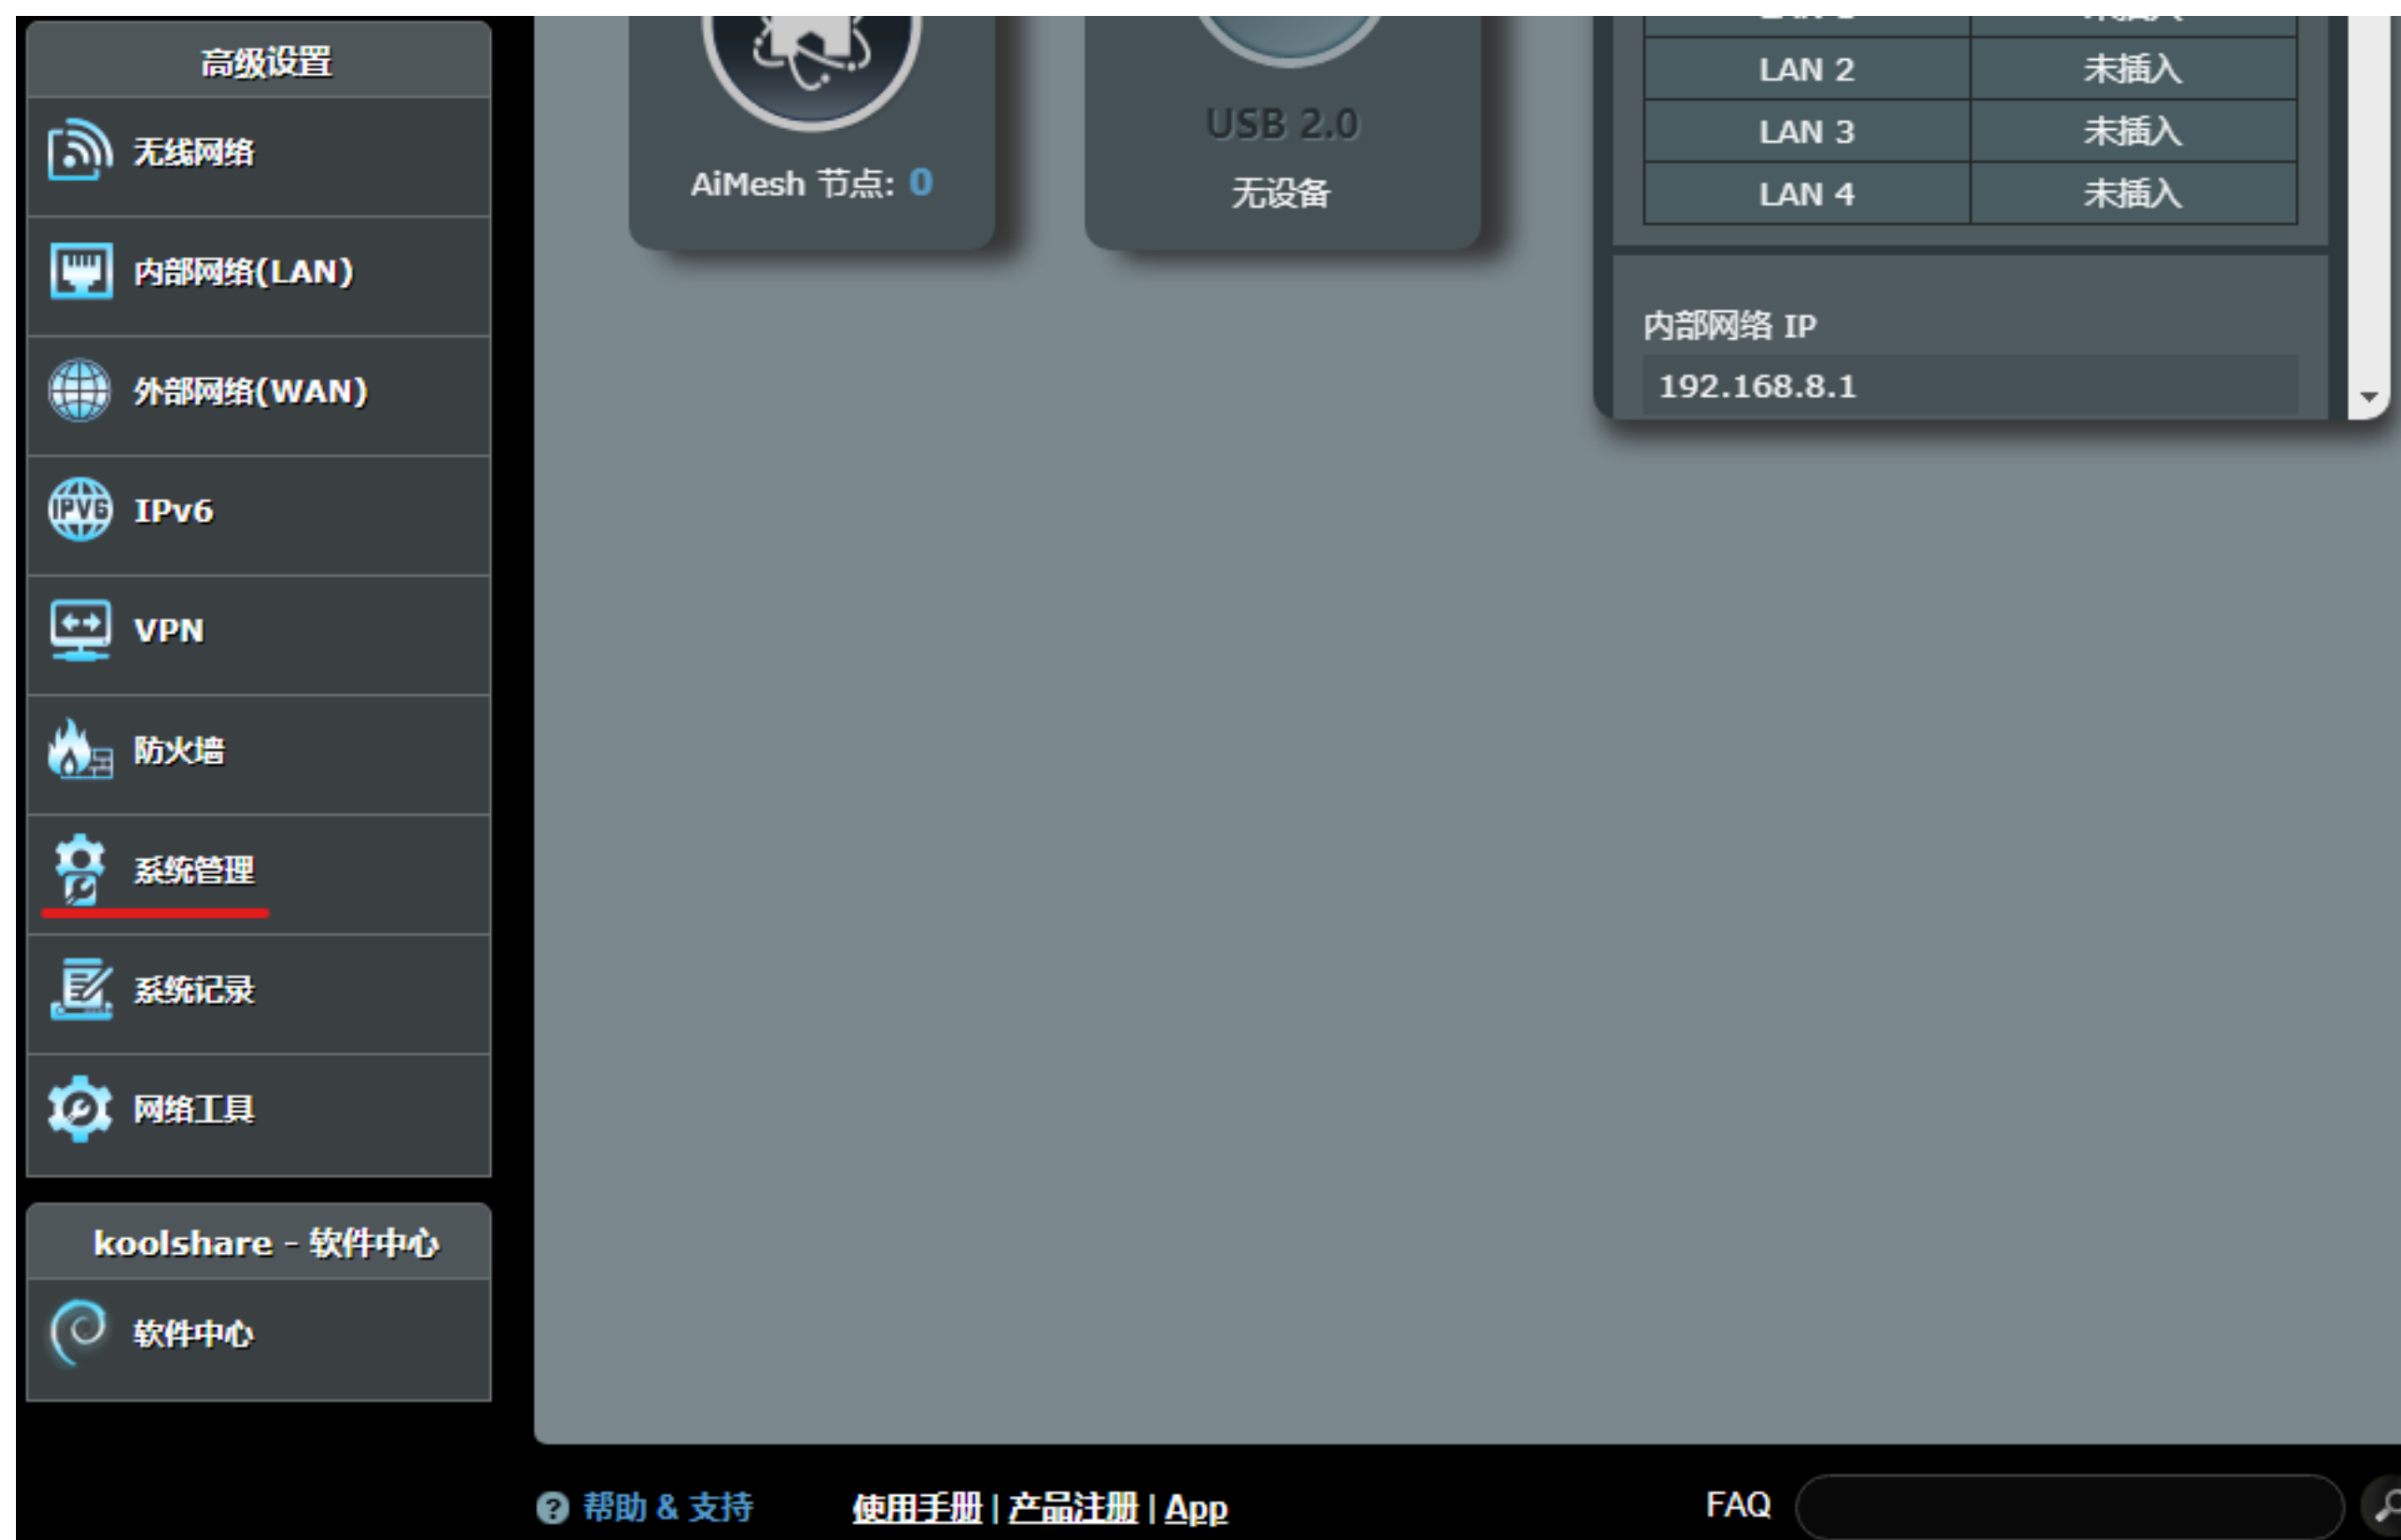 高级设置
无线网络
内部网络(LAN)
外部网络(WAN)
IPv6
VPN
防火墙
系统管理
系统记录
网络工具
koolshare - 软件中心
软件中心
AiMesh 节点: 0
USB 2.0
无设备
LAN 2 未插入
LAN 3 未插入
LAN 4 未插入
内部网络 IP
192.168.8.1
帮助 & 支持 使用手册 | 产品注册 | App FAQ